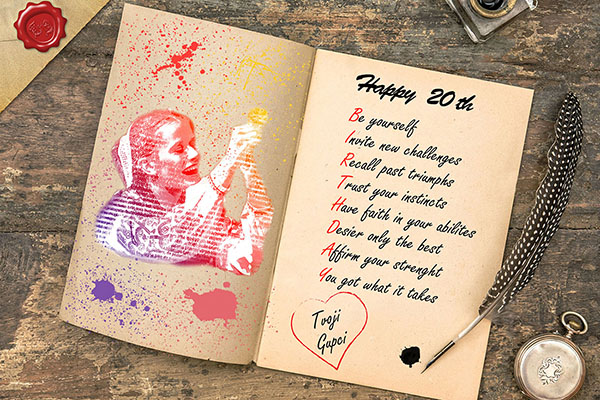 Happy 20th
Be yourself
Invite new challenges
Recall past triumphs
Trust your instincts
Have faith in your abilites
Desier only the best
Affirm your strenght
You got what it takes
Tvoji
Gupci